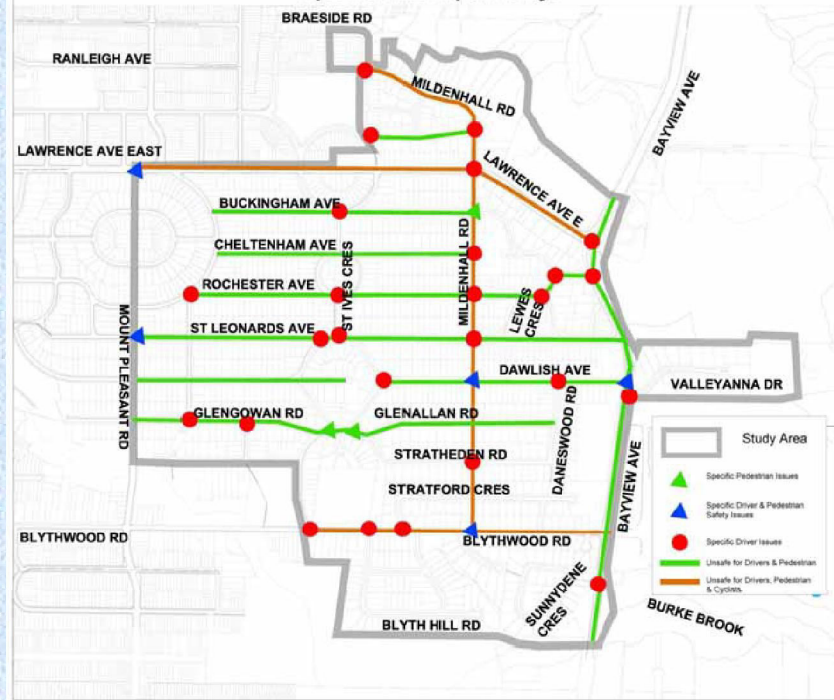 BRAESIDE RD
RANLEIGH AVE
MILDENHALL RD
BAYVIEW AVE
LAWRENCE AVE EAST
LAWRENCE AVE E
BUCKINGHAM AVE
CHELTENHAM AVE
MILDENHALL RD
ST IVES CRES
ROCHESTER AVE
LEWES
CRES
MOUNT PLEASANT RD
ST LEONARDS AVE
DAWLISH AVE
VALLEYANNA DR
GLENGOWAN RD
GLENALLAN RD
DANESWOOD RD
STRATHEDEN RD
STRATFORD CRES
BAYVIEW AVE
BLYTHWOOD RD
BLYTHWOOD RD
SUNNYDENE
CRES
BLYTH HILL RD
BURKE BROOK
Study Area
Specific Pedestrian Issues
Specific Driver & Pedestrian
Safety Issues
Specific Driver Issues
Unsafe for Drivers & Pedestrian
Unsafe for Drivers, Pedestrian
& Cyclists